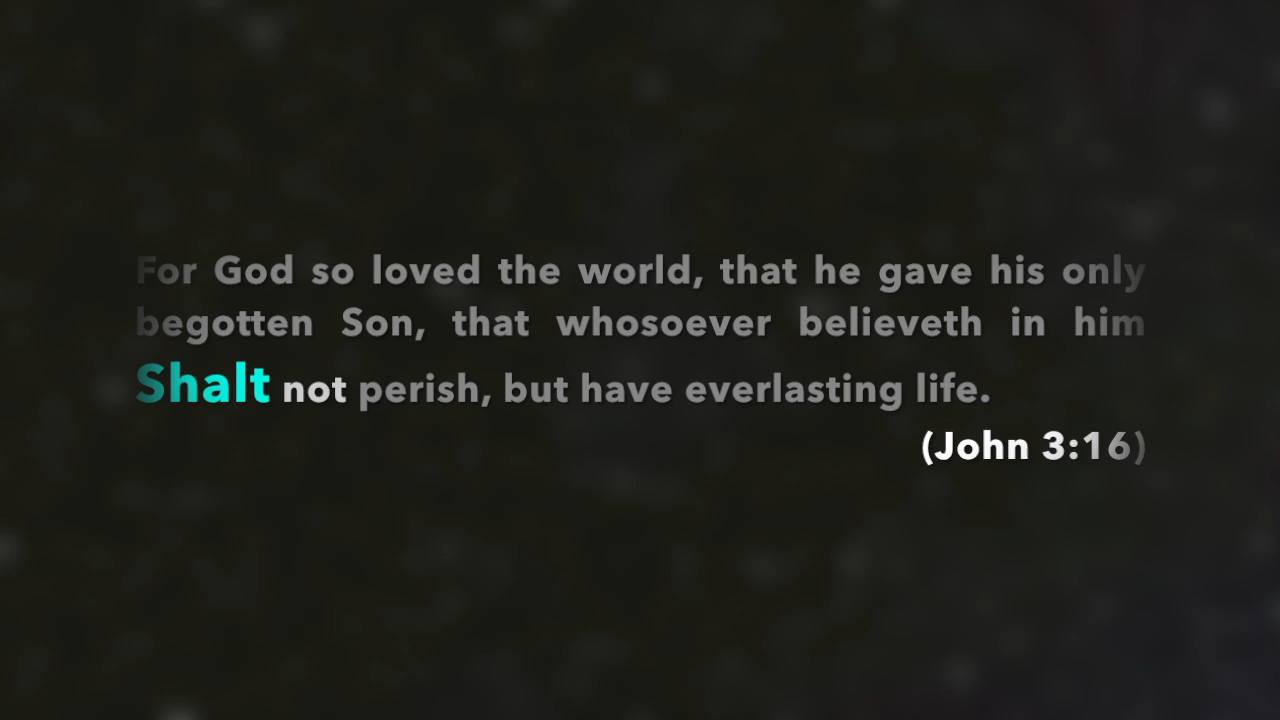 For God so loved the world, that he gave his only
begotten Son, that whosoever believeth in him
Shalt not perish, but have everlasting life.
(John 3:16)